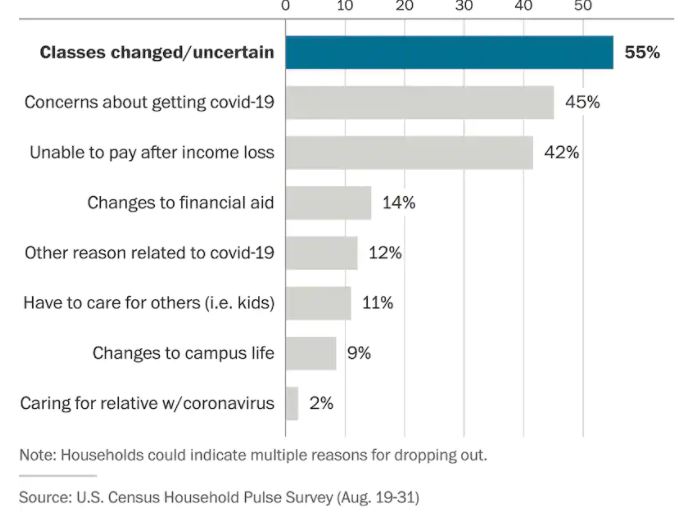 0 10 20 30 40 50
Classes changed/uncertain 55%
Concerns about getting covid-19 45%
Unable to pay after income loss 42%
Changes to financial aid 14%
Other reason related to covid-19 12%
Have to care for others (i.e. kids) 11%
Changes to campus life 9%
Caring for relative w/coronavirus 2%
Note: Households could indicate multiple reasons for dropping out.
Source: U.S. Census Household Pulse Survey (Aug. 19-31)